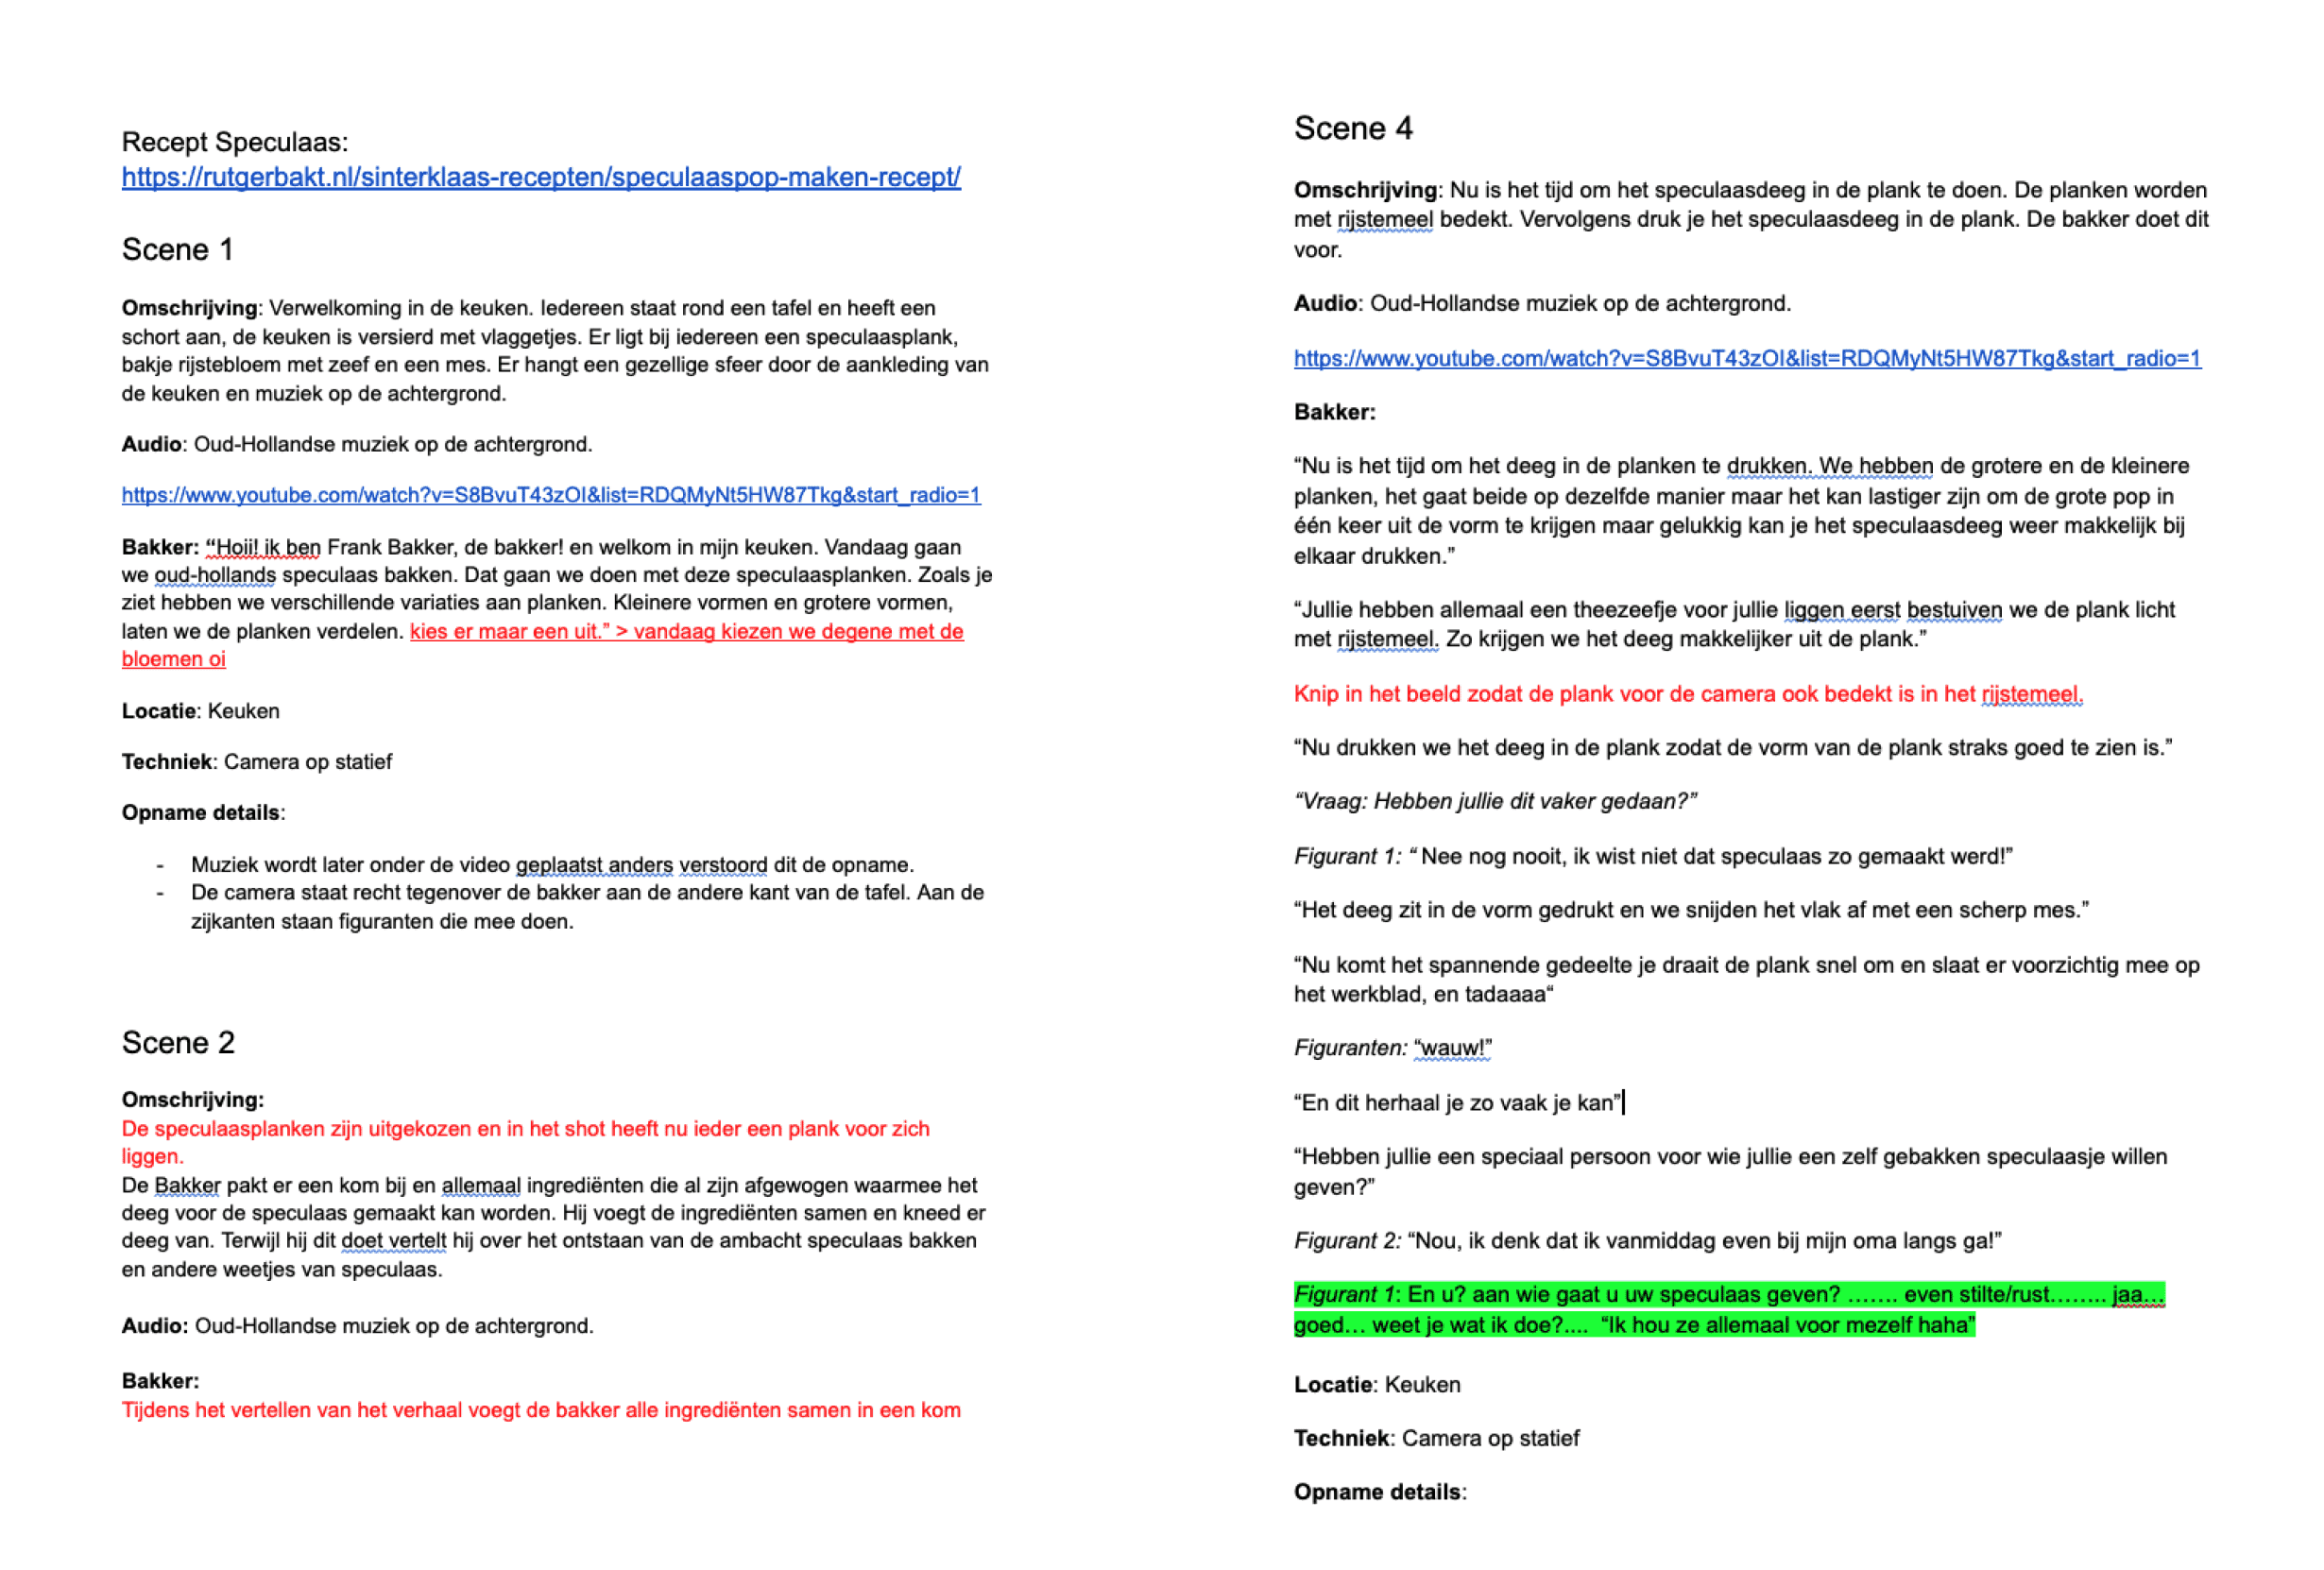 Recept Speculaas:
https://rutgerbakt.nl/sinterklaas-recepten/speculaaspop-maken-recept/
Scene 1
Omschrijving: Verwelkoming in de keuken. Iedereen staat rond een tafel en heeft een
schort aan, de keuken is versierd met vlaggetjes. Er ligt bij iedereen een speculaasplank,
bakje rijstebloem met zeef en een mes. Er hangt een gezellige sfeer door de aankleding van
de keuken en muziek op de achtergrond.
Audio: Oud-Hollandse muziek op de achtergrond.
https://www.youtube.com/watch?v=S8BvuT43zOI&list=RDQMyNt5HW87Tkg&start_radio=1
Bakker: “Hoii! ik ben Frank Bakker, de bakker! en welkom in mijn keuken. Vandaag gaan
we oud-hollands speculaas bakken. Dat gaan we doen met deze speculaasplanken. Zoals je
ziet hebben we verschillende variaties aan planken. Kleinere vormen en grotere vormen,
laten we de planken verdelen. kies er maar een uit.” > vandaag kiezen we degene met de
bloemen oi
Locatie: Keuken
Techniek: Camera op statief
Opname details:
- Muziek wordt later onder de video geplaatst anders verstoord dit de opname.
- De camera staat recht tegenover de bakker aan de andere kant van de tafel. Aan de
zijkanten staan figuranten die mee doen.
Scene 2
Omschrijving:
De speculaasplanken zijn uitgekozen en in het shot heeft nu ieder een plank voor zich
liggen.
De Bakker pakt er een kom bij en allemaal ingrediënten die al zijn afgewogen waarmee het
deeg voor de speculaas gemaakt kan worden. Hij voegt de ingrediënten samen en kneed er
deeg van. Terwijl hij dit doet vertelt hij over het ontstaan van de ambacht speculaas bakken
en andere weetjes van speculaas.
Audio: Oud-Hollandse muziek op de achtergrond.
Bakker:
Tijdens het vertellen van het verhaal voegt de bakker alle ingrediënten samen in een kom
Scene 4
Omschrijving: Nu is het tijd om het speculaasdeeg in de plank te doen. De planken worden
met rijstemeel bedekt. Vervolgens druk je het speculaasdeeg in de plank. De bakker doet dit
voor.
Audio: Oud-Hollandse muziek op de achtergrond.
https://www.youtube.com/watch?v=S8BvuT43zOI&list=RDQMyNt5HW87Tkg&start_radio=1
Bakker:
“Nu is het tijd om het deeg in de planken te drukken. We hebben de grotere en de kleinere
planken, het gaat beide op dezelfde manier maar het kan lastiger zijn om de grote pop in
één keer uit de vorm te krijgen maar gelukkig kan je het speculaasdeeg weer makkelijk bij
elkaar drukken.”
“Jullie hebben allemaal een theezeefje voor jullie liggen eerst bestuiven we de plank licht
met rijstemeel. Zo krijgen we het deeg makkelijker uit de plank.”
Knip in het beeld zodat de plank voor de camera ook bedekt is in het rijstemeel.
“Nu drukken we het deeg in de plank zodat de vorm van de plank straks goed te zien is.”
“Vraag: Hebben jullie dit vaker gedaan?”
Figurant 1: “ Nee nog nooit, ik wist niet dat speculaas zo gemaakt werd!”
“Het deeg zit in de vorm gedrukt en we snijden het vlak af met een scherp mes.”
“Nu komt het spannende gedeelte je draait de plank snel om en slaat er voorzichtig mee op
het werkblad, en tadaaaa“
Figuranten: “wauw!”
“En dit herhaal je zo vaak je kan”
“Hebben jullie een speciaal persoon voor wie jullie een zelf gebakken speculaasje willen
geven?”
Figurant 2: “Nou, ik denk dat ik vanmiddag even bij mijn oma langs ga!”
Figurant 1: En u? aan wie gaat u uw speculaas geven? ……. even stilte/rust…….. jaa…
goed… weet je wat ik doe?.... “Ik hou ze allemaal voor mezelf haha”
Locatie: Keuken
Techniek: Camera op statief
Opname details: